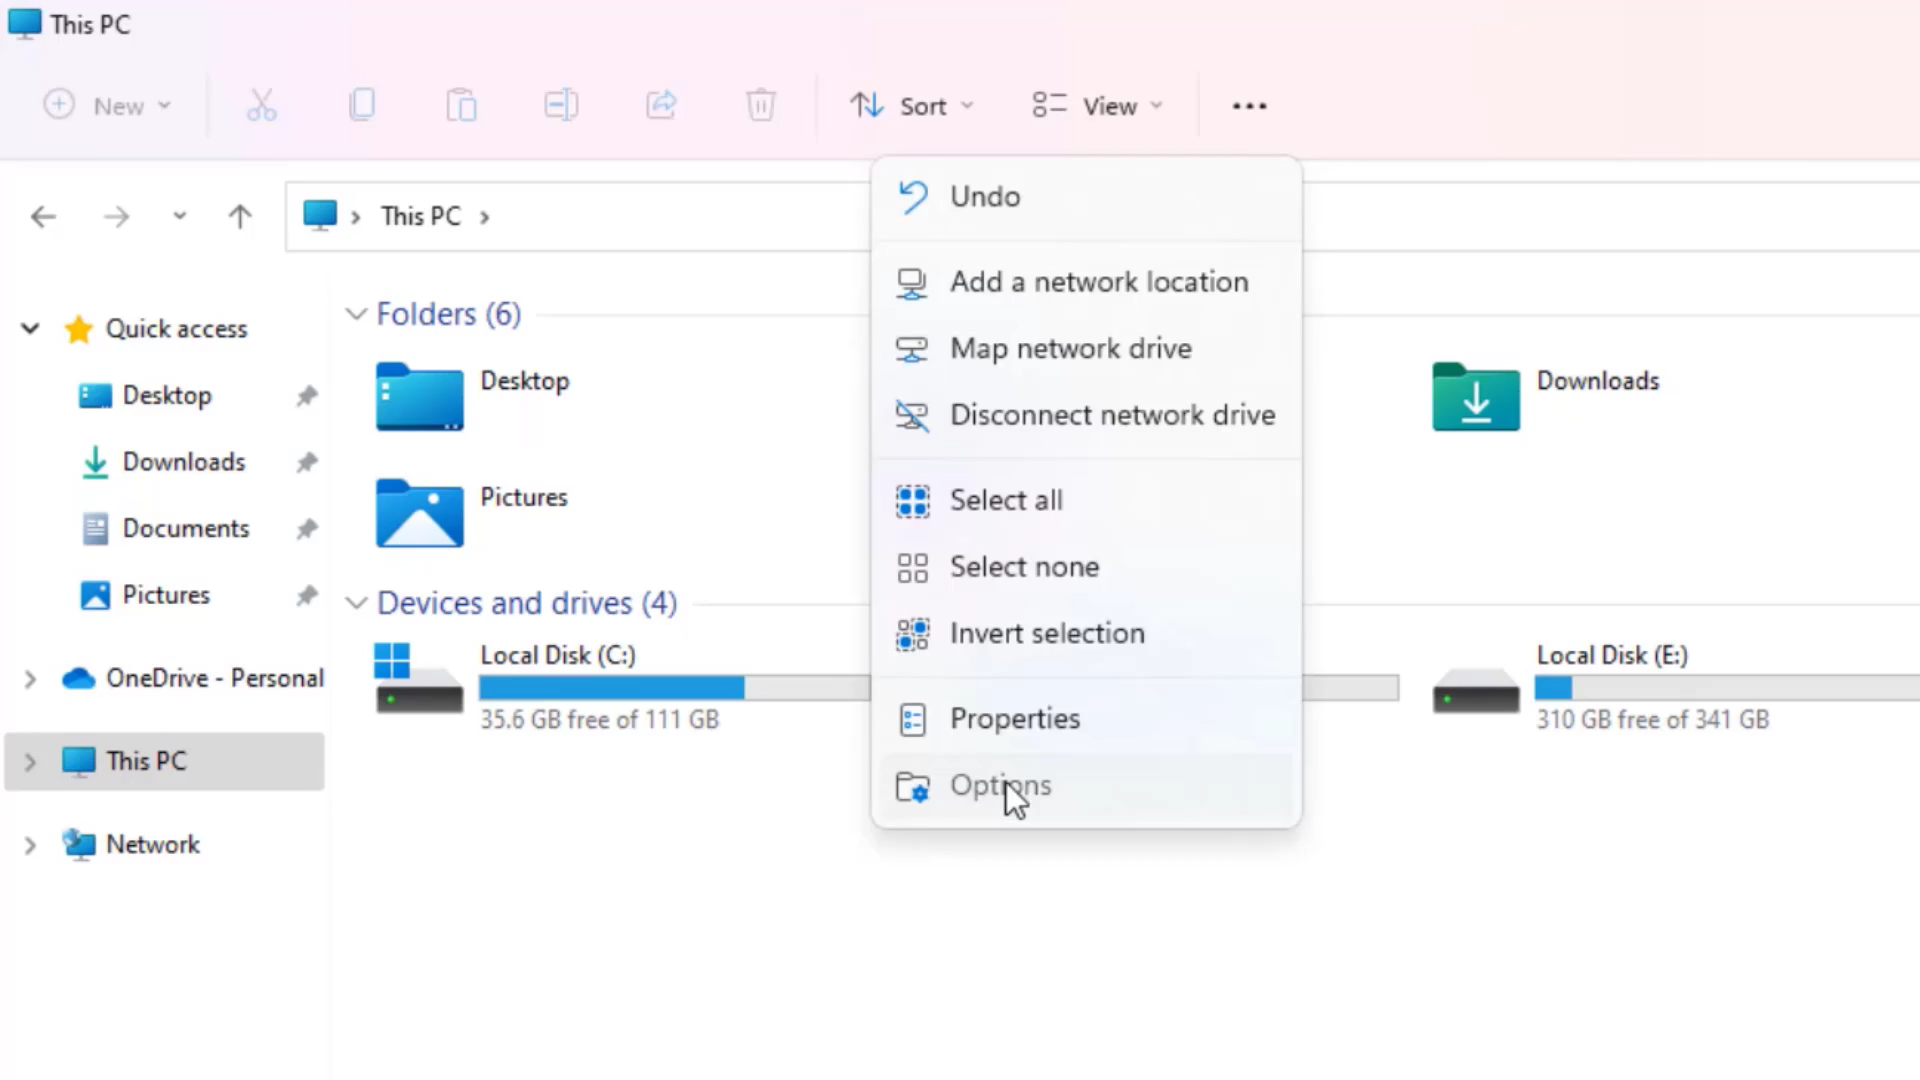 This PC
New
Sort
View
This PC
Undo
Add a network location
Map network drive
Disconnect network drive
Select all
Select none
Invert selection
Properties
Options
Quick access
Desktop
Downloads
Documents
Pictures
OneDrive - Personal
This PC
Network
Folders (6)
Desktop
Downloads
Pictures
Devices and drives (4)
Local Disk (C:)
35.6 GB free of 111 GB
Local Disk (E:)
310 GB free of 341 GB